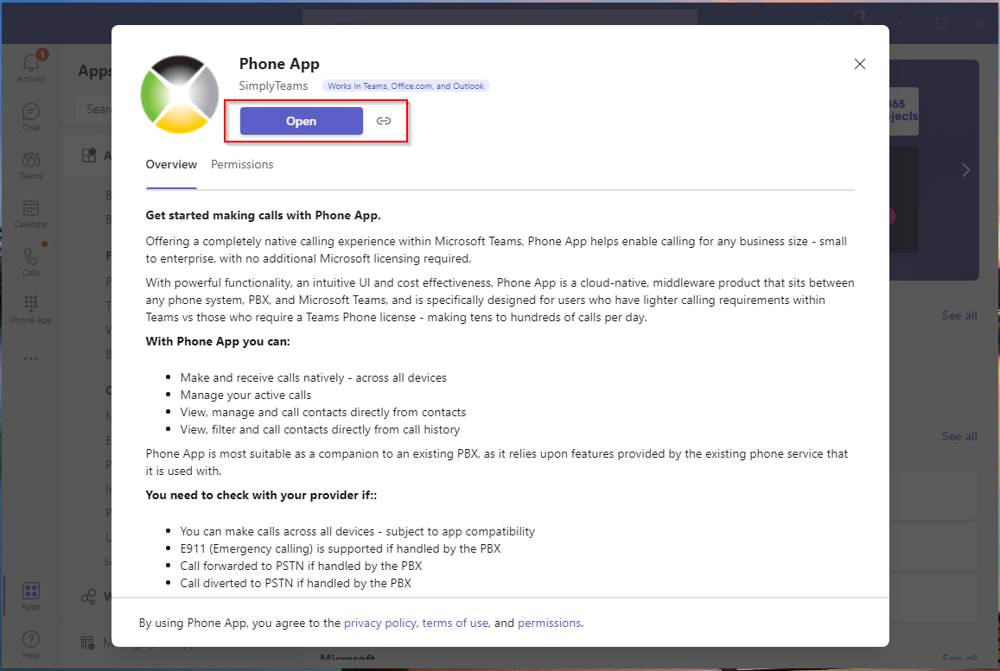 Search
1
Activity
Chat
Teams
Calendar
Calls
Phone App
Apps
Help
Apps
Sear
A
B
B
F
P
T
W
B
C
M
E
P
In
P
U
Se
W
M
Phone App
SimplyTeams
Works in Teams, Office.com, and Outlook
Open
Overview
Permissions
Get started making calls with Phone App.
Offering a completely native calling experience within Microsoft Teams, Phone App helps enable calling for any business size - small
to enterprise, with no additional Microsoft licensing required.
With powerful functionality, an intuitive UI and cost effectiveness, Phone App is a cloud-native, middleware product that sits between
any phone system, PBX, and Microsoft Teams, and is specifically designed for users who have lighter calling requirements within
Teams vs those who require a Teams Phone license - making tens to hundreds of calls per day.
With Phone App you can:
Make and receive calls natively - across all devices
Manage your active calls
View, manage and call contacts directly from contacts
View, filter and call contacts directly from call history
Phone App is most suitable as a companion to an existing PBX, as it relies upon features provided by the existing phone service that
it is used with.
You need to check with your provider if::
You can make calls across all devices - subject to app compatibility
E911 (Emergency calling) is supported if handled by the PBX
Call forwarded to PSTN if handled by the PBX
Call diverted to PSTN if handled by the PBX
By using Phone App, you agree to the privacy policy, terms of use, and permissions.
365
jects
See all
See all
Microsoft
See all